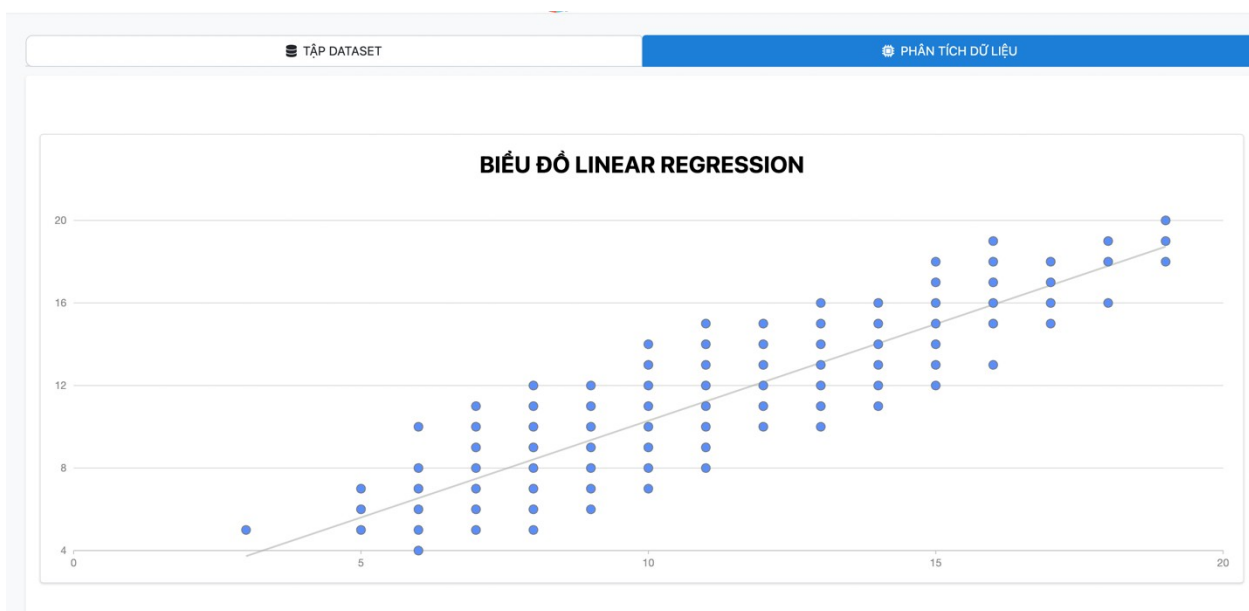 TẬP DATASET
PHÂN TÍCH DỮ LIỆU
BIỂU ĐỒ LINEAR REGRESSION
20
16
12
8
4
0 5 10 15 20